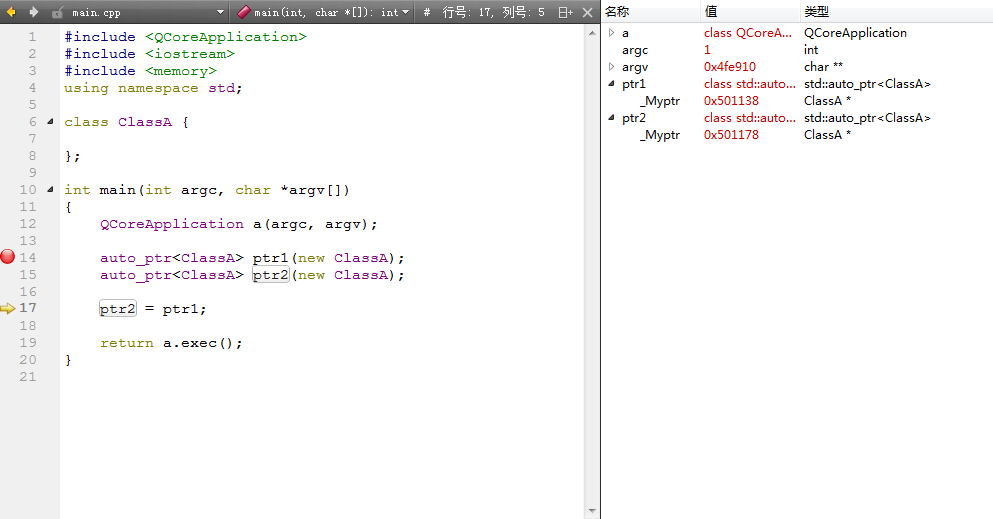 main.cpp main(int, char *[]): int # 行号: 17, 列号: 5
1 #include <QCoreApplication>
2 #include <iostream>
3 #include <memory>
4 using namespace std;
5
6 class ClassA {
7
8 };
9
10 int main(int argc, char *argv[])
11 {
12     QCoreApplication a(argc, argv);
13
14     auto_ptr<ClassA> ptr1(new ClassA);
15     auto_ptr<ClassA> ptr2(new ClassA);
16
17     ptr2 = ptr1;
18
19     return a.exec();
20 }
21
名称 值 类型
a class QCoreA... QCoreApplication
argc 1 int
argv 0x4fe910 char **
ptr1 class std::auto... std::auto_ptr<ClassA>
_Myptr 0x501138 ClassA *
ptr2 class std::auto... std::auto_ptr<ClassA>
_Myptr 0x501178 ClassA *